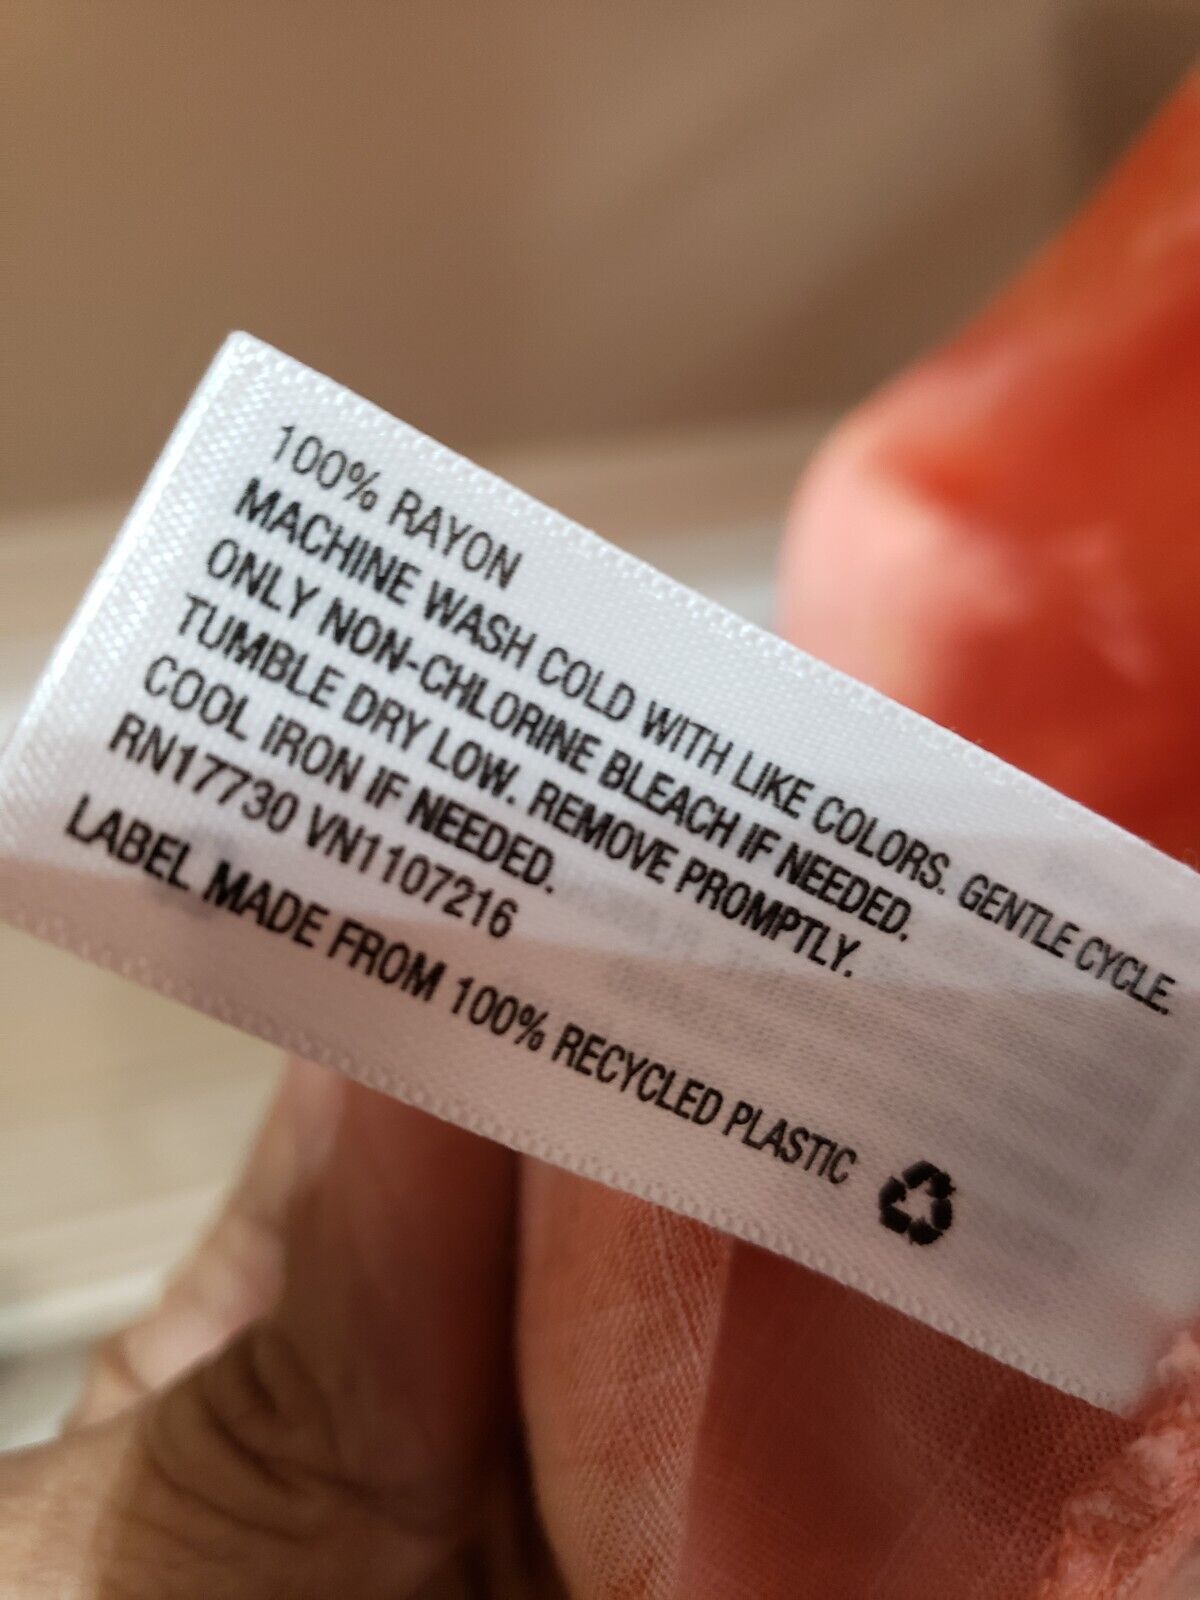 100% RAYON
MACHINE WASH COLD WITH LIKE COLORS. GENTLE CYCLE.
ONLY NON-CHLORINE BLEACH IF NEEDED.
TUMBLE DRY LOW. REMOVE PROMPTLY.
COOL IRON IF NEEDED.
RN17730 VN1107216
LABEL MADE FROM 100% RECYCLED PLASTIC